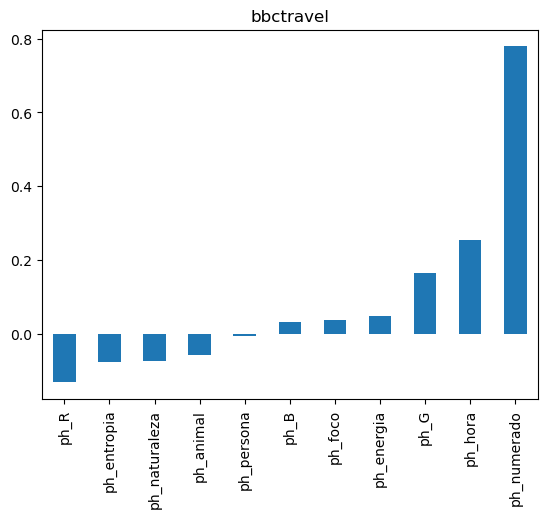 bbctravel
0.8
0.6
0.4
0.2
0.0
ph_R
ph_entropia
ph_naturaleza
ph_animal
ph_persona
ph_B
ph_foco
ph_energia
ph_G
ph_hora
ph_numerado